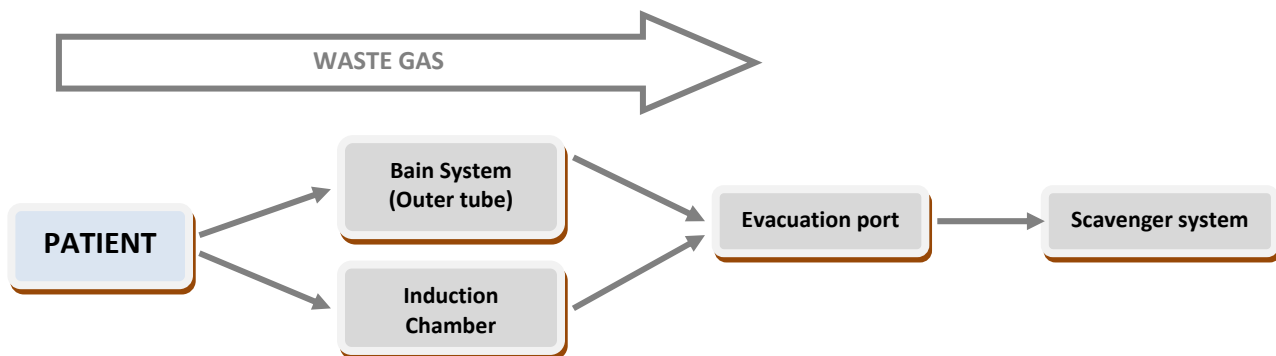 WASTE GAS
Bain System
(Outer tube)
PATIENT
Evacuation port
Scavenger system
Induction
Chamber